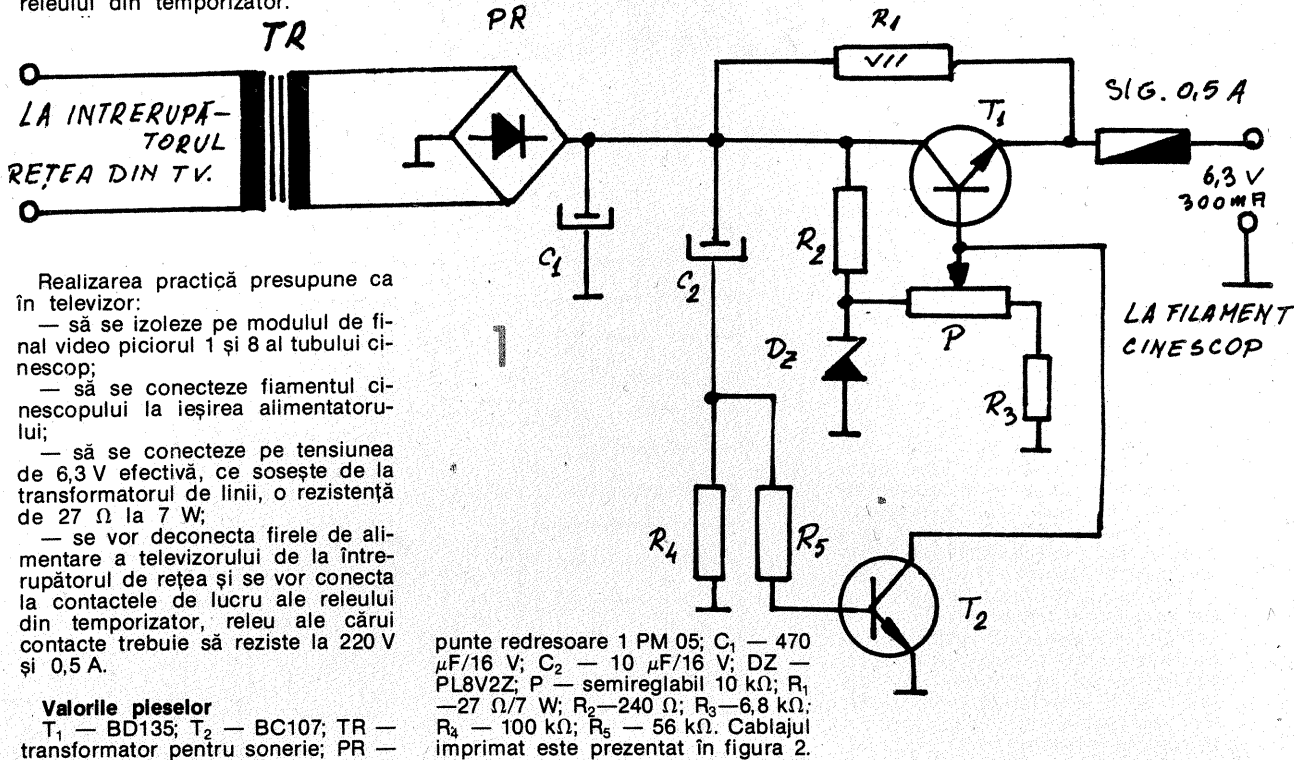 releului din temporizator.
TR
PR
R1
LA INTRERUPĂ-
TORUL
REȚEA DIN TV.
T1
SIG. 0,5 A
6,3 V
300mA
C1
C2
R2
P
DZ
R3
LA FILAMENT
CINESCOP
1
R4
R5
T2
Realizarea practică presupune ca
în televizor:
— să se izoleze pe modulul de fi-
nal video piciorul 1 și 8 al tubului ci-
nescop;
— să se conecteze fiamentul ci-
nescopului la ieșirea alimentatoru-
lui;
— să se conecteze pe tensiunea
de 6,3 V efectivă, ce sosește de la
transformatorul de linii, o rezistență
de 27 Ω la 7 W;
— se vor deconecta firele de ali-
mentare a televizorului de la între-
rupătorul de rețea și se vor conecta
la contactele de lucru ale releului
din temporizator, releu ale cărui
contacte trebuie să reziste la 220 V
și 0,5 A.
Valorile pieselor
T₁ — BD135; T₂ — BC107; TR —
transformator pentru sonerie; PR —
punte redresoare 1 PM 05; C₁ — 470
μF/16 V; C₂ — 10 μF/16 V; DZ —
PL8V2Z; P — semireglabil 10 kΩ; R₁
—27 Ω/7 W; R₂—240 Ω; R₃—6,8 kΩ;
R₄ — 100 kΩ; R₅ — 56 kΩ. Cablajul
imprimat este prezentat în figura 2.